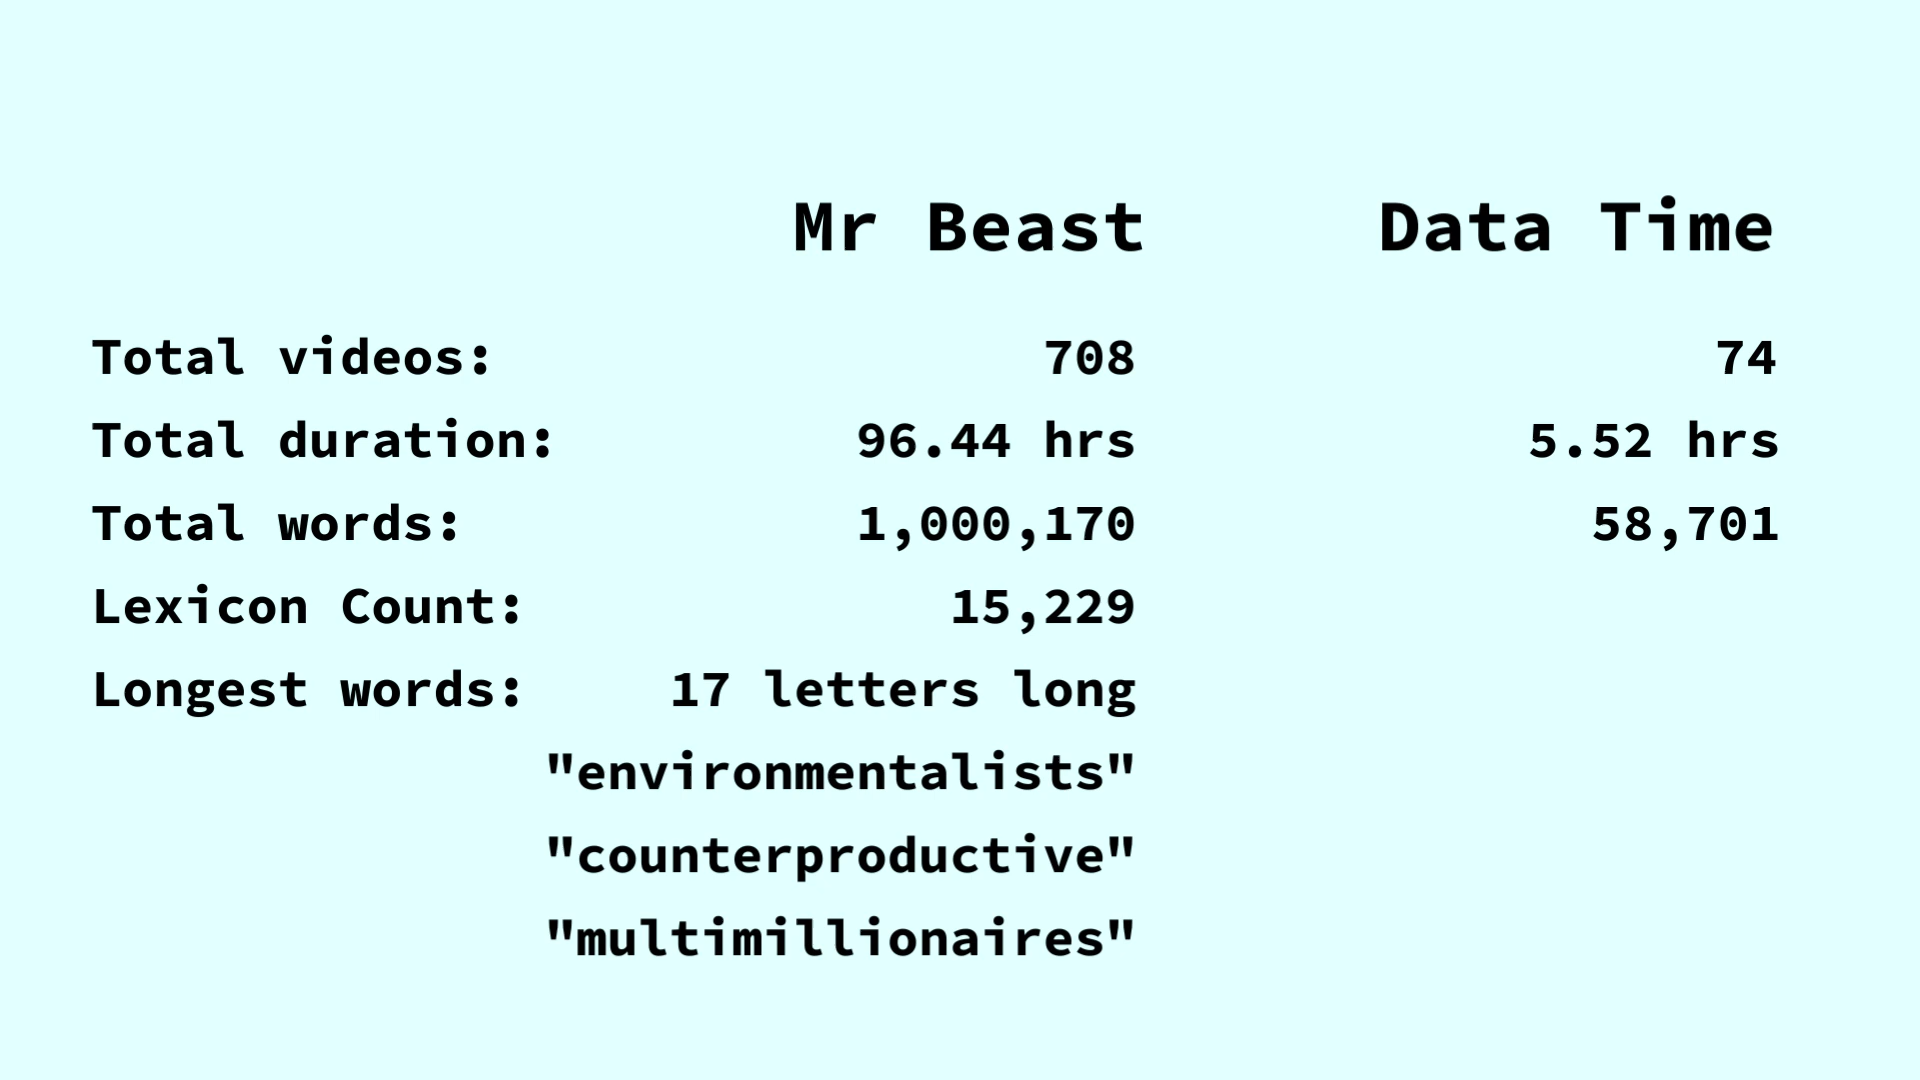 Mr Beast Data Time
Total videos: 708 74
Total duration: 96.44 hrs 5.52 hrs
Total words: 1,000,170 58,701
Lexicon Count: 15,229
Longest words: 17 letters long
"environmentalists"
"counterproductive"
"multimillionaires"